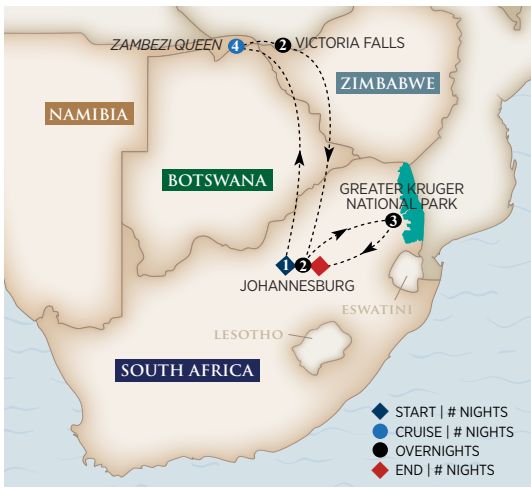 ZAMBEZI QUEEN 4 2 VICTORIA FALLS
ZIMBABWE
NAMIBIA
BOTSWANA
GREATER KRUGER
NATIONAL PARK
3
1 2
JOHANNESBURG
ESWATINI
LESOTHO
SOUTH AFRICA
START | # NIGHTS
CRUISE | # NIGHTS
OVERNIGHTS
END | # NIGHTS